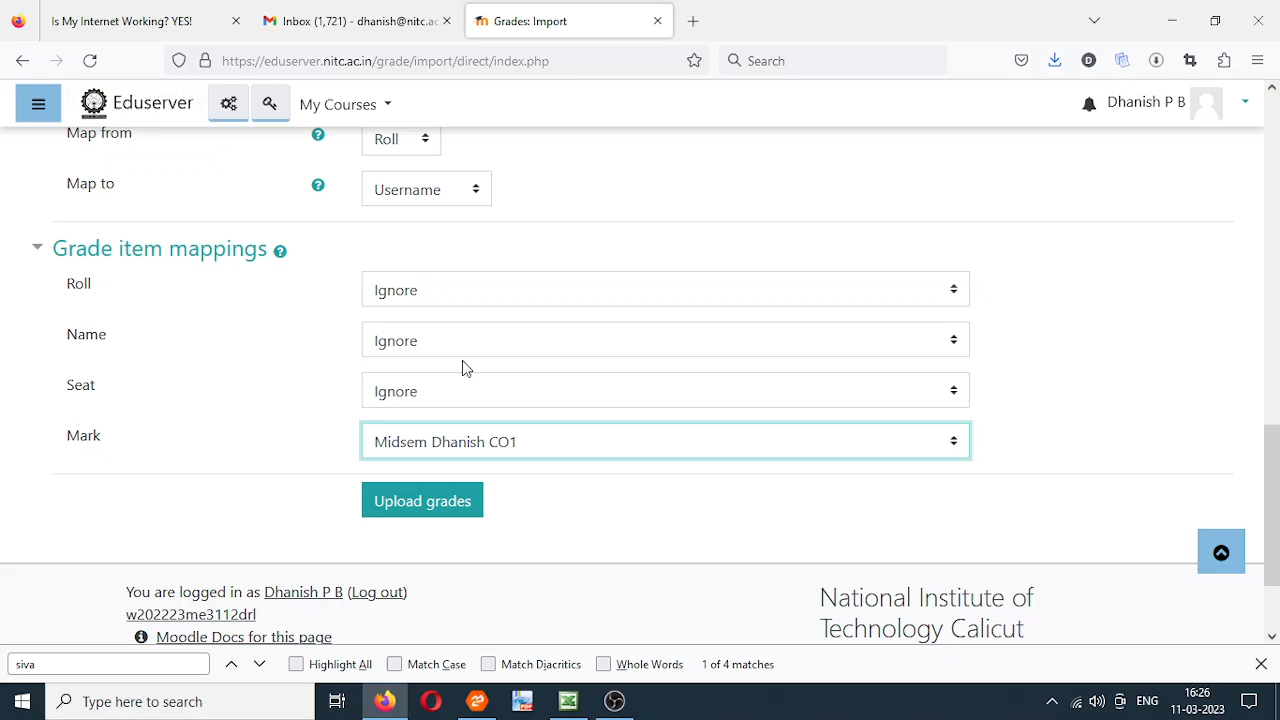 Is My Internet Working? YES!
Inbox (1,721) - dhanish@nitc.ac
Grades: Import
https://eduserver.nitc.ac.in/grade/import/direct/index.php
Search
Eduserver
My Courses
Dhanish P B
Map from
Roll
Map to
Username
Grade item mappings
Roll
Ignore
Name
Ignore
Seat
Ignore
Mark
Midsem Dhanish CO1
Upload grades
You are logged in as Dhanish P B (Log out)
w202223me3112drl
Moodle Docs for this page
National Institute of
Technology Calicut
siva
Highlight All
Match Case
Match Diacritics
Whole Words
1 of 4 matches
Type here to search
ENG
16:26
11-03-2023